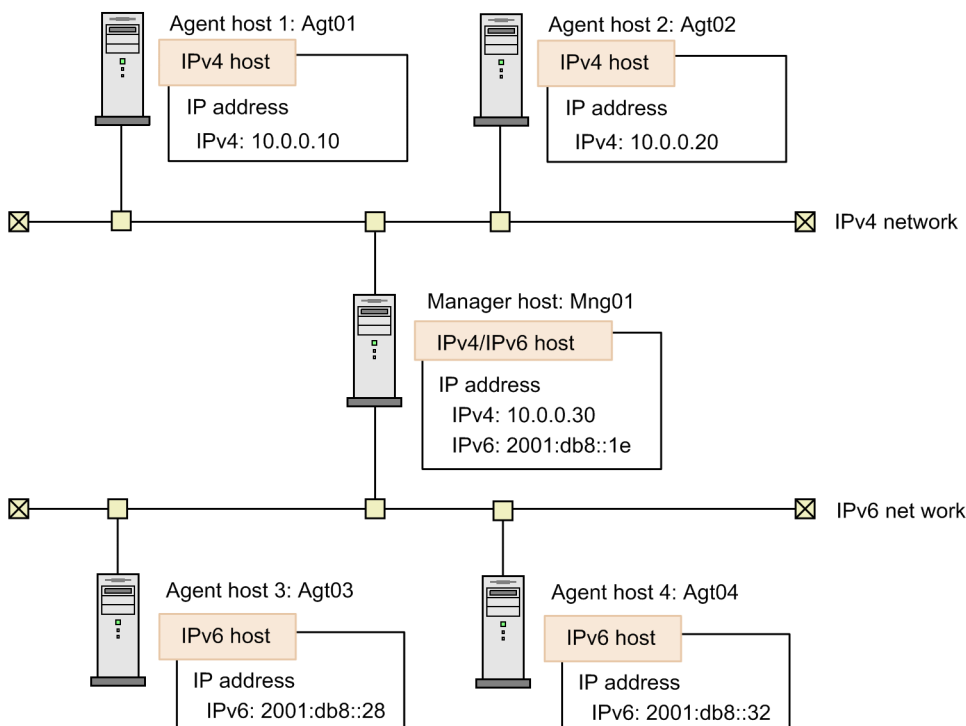 Agent host 1: Agt01
IPv4 host
IP address
IPv4: 10.0.0.10
Agent host 2: Agt02
IPv4 host
IP address
IPv4: 10.0.0.20
IPv4 network
Manager host: Mng01
IPv4/IPv6 host
IP address
IPv4: 10.0.0.30
IPv6: 2001:db8::1e
IPv6 net work
Agent host 3: Agt03
IPv6 host
IP address
IPv6: 2001:db8::28
Agent host 4: Agt04
IPv6 host
IP address
IPv6: 2001:db8::32